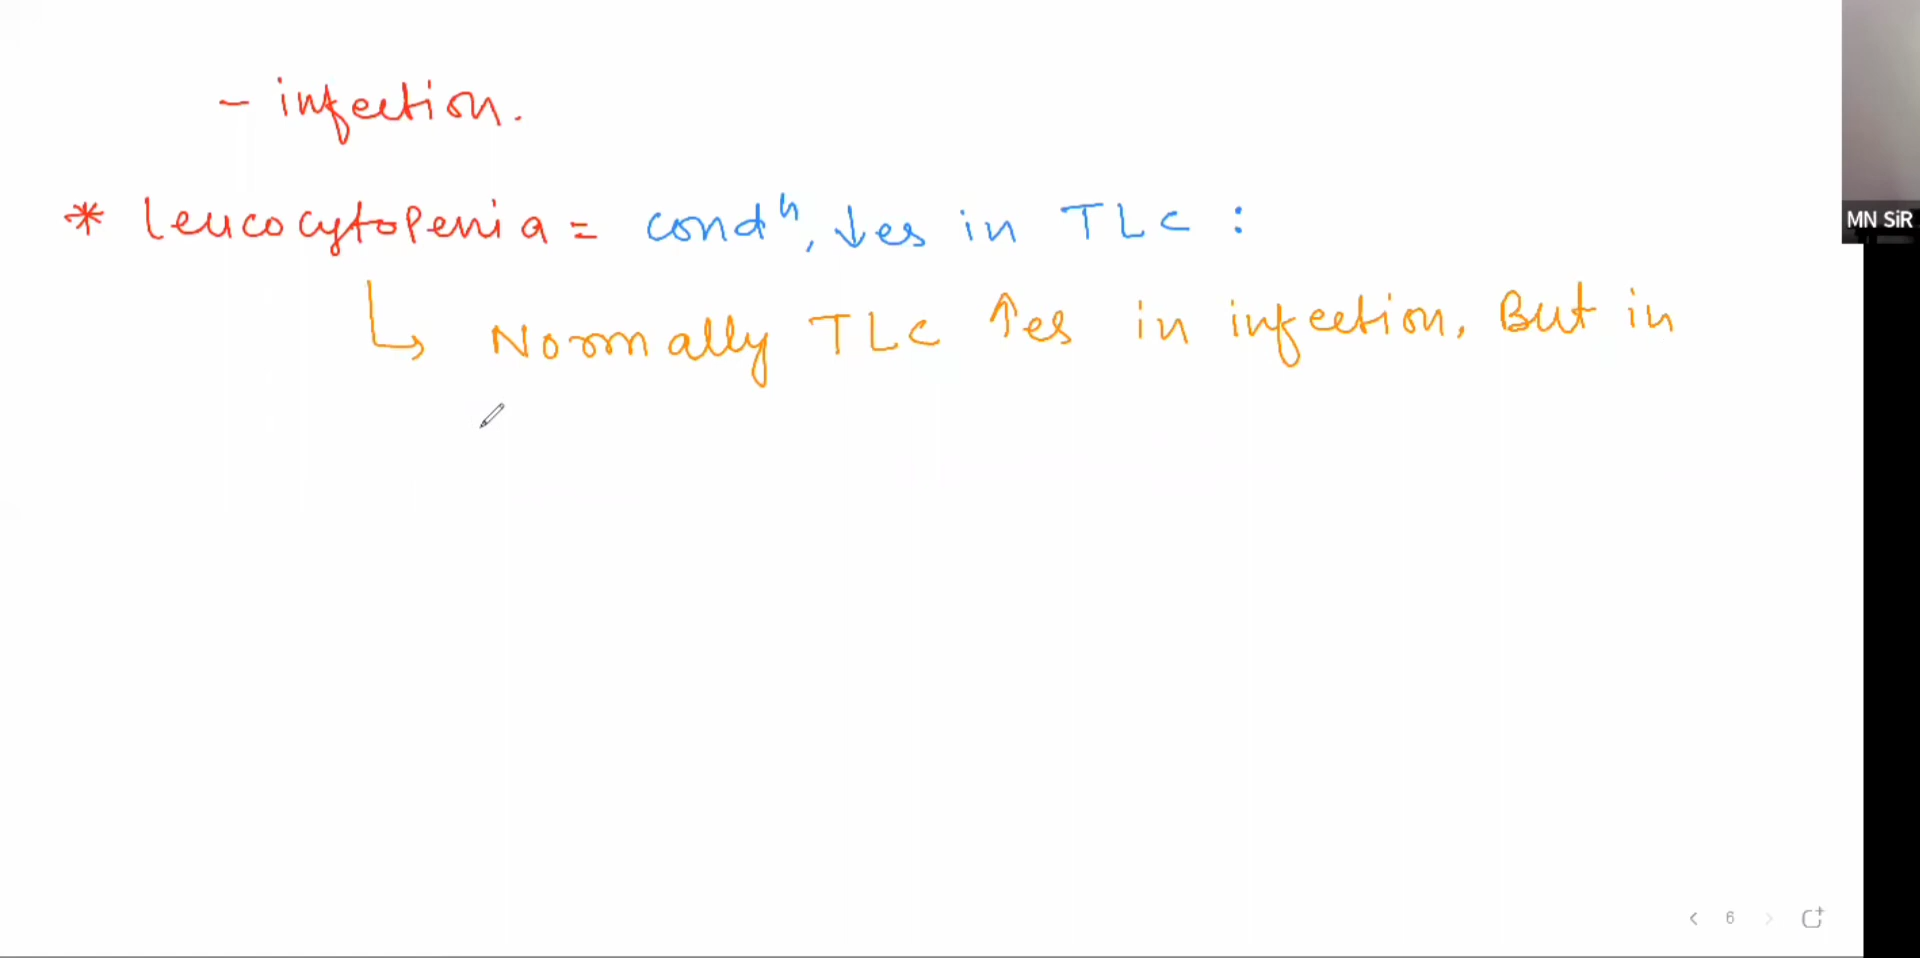 - infection.
* Leucocytopenia = condⁿ, ↓es in TLC :
MN SiR
↳ Normally TLC ↑es in infection. But in
6